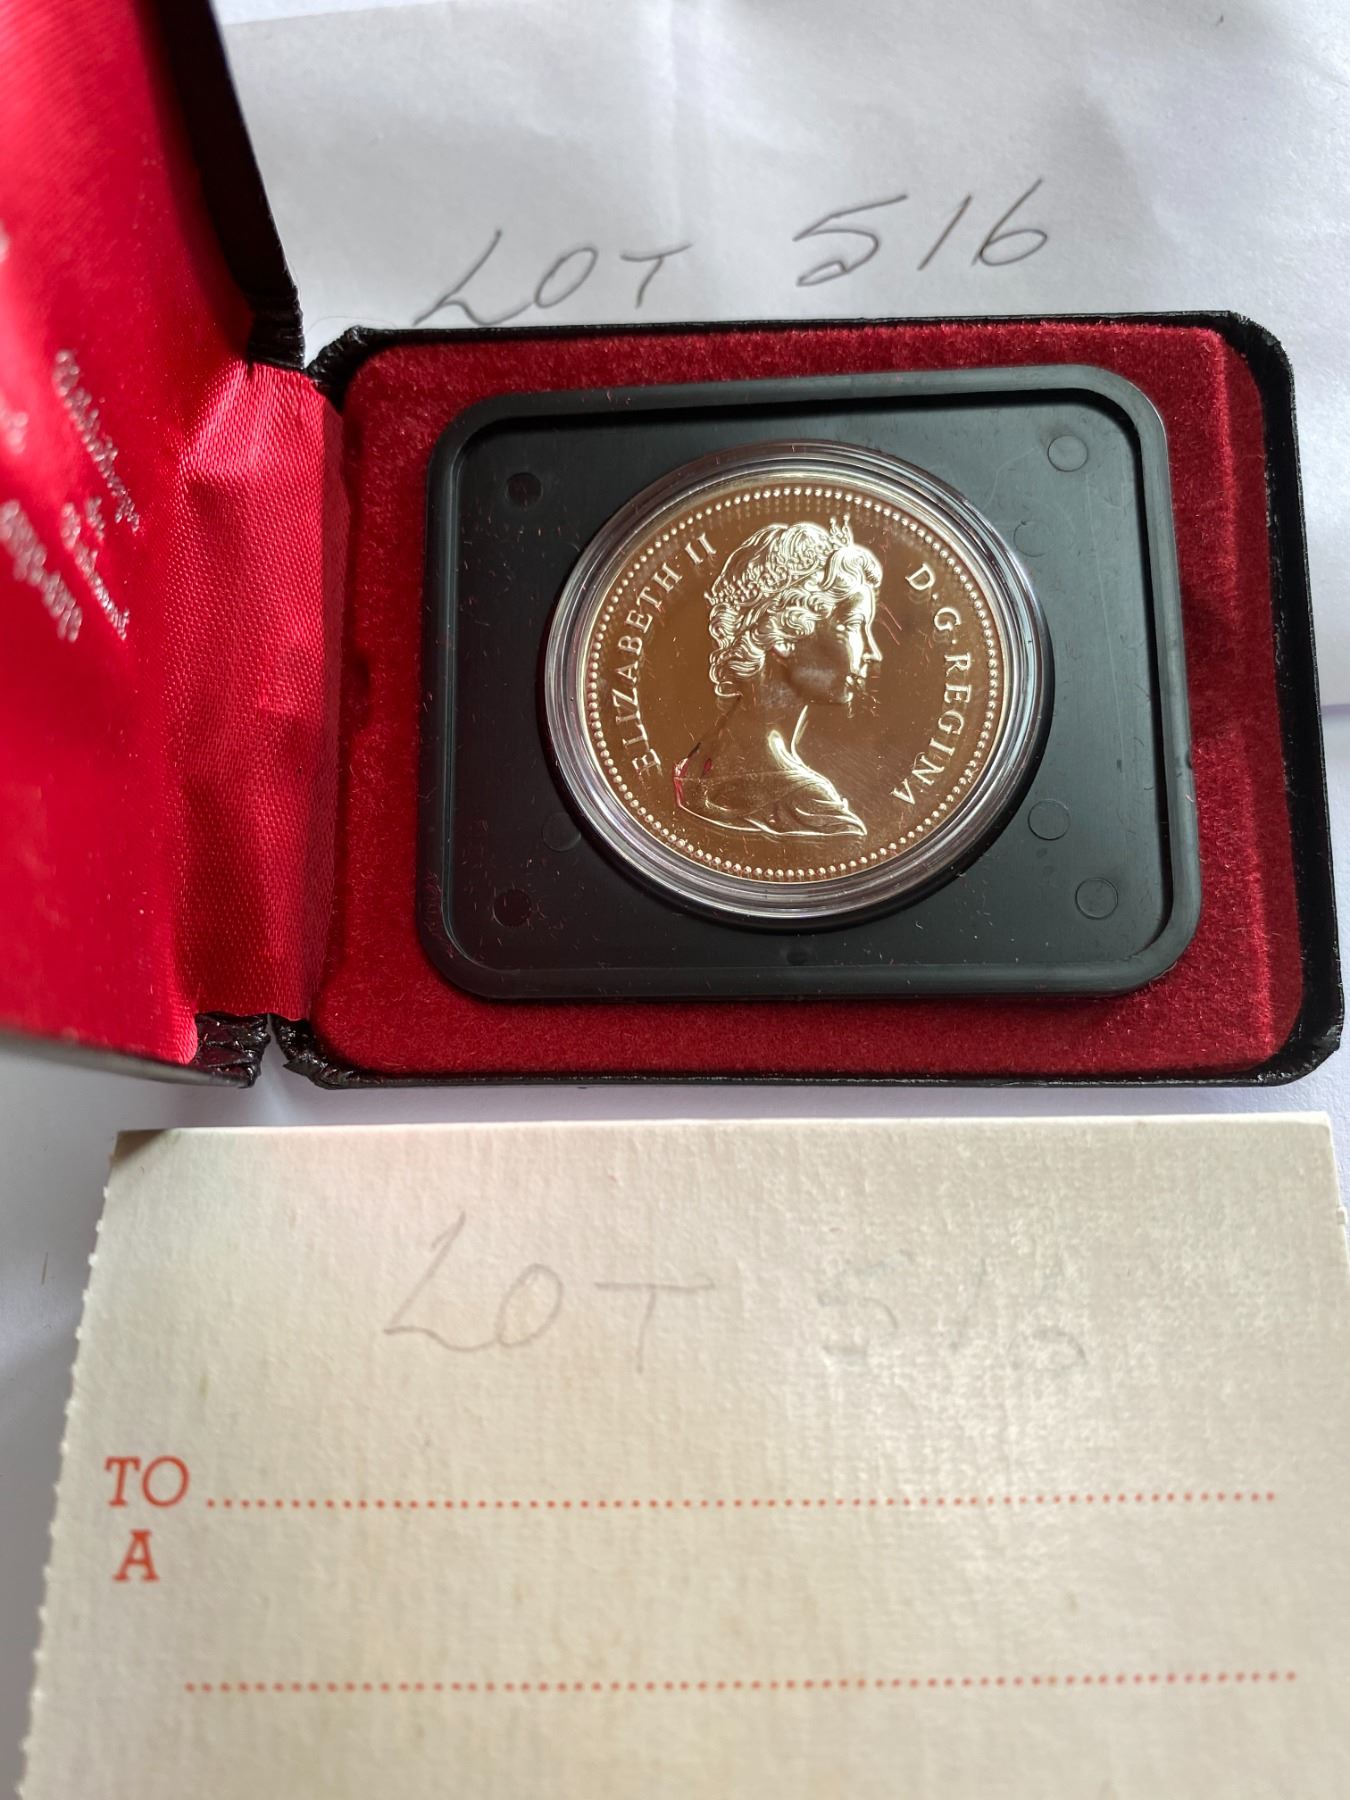 LOT 516
ELIZABETH II D·G·REGINA
LOT 516
TO
A